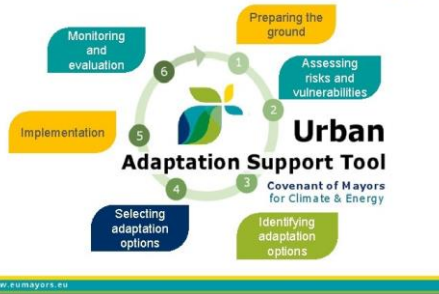 Preparing the
ground
Monitoring
and
evaluation
Assessing
risks and
vulnerabilities
6
1
2
Implementation
5
Urban
Adaptation Support Tool
Covenant of Mayors
for Climate & Energy
4
3
Selecting
adaptation
options
Identifying
adaptation
options
w.eumayors.eu